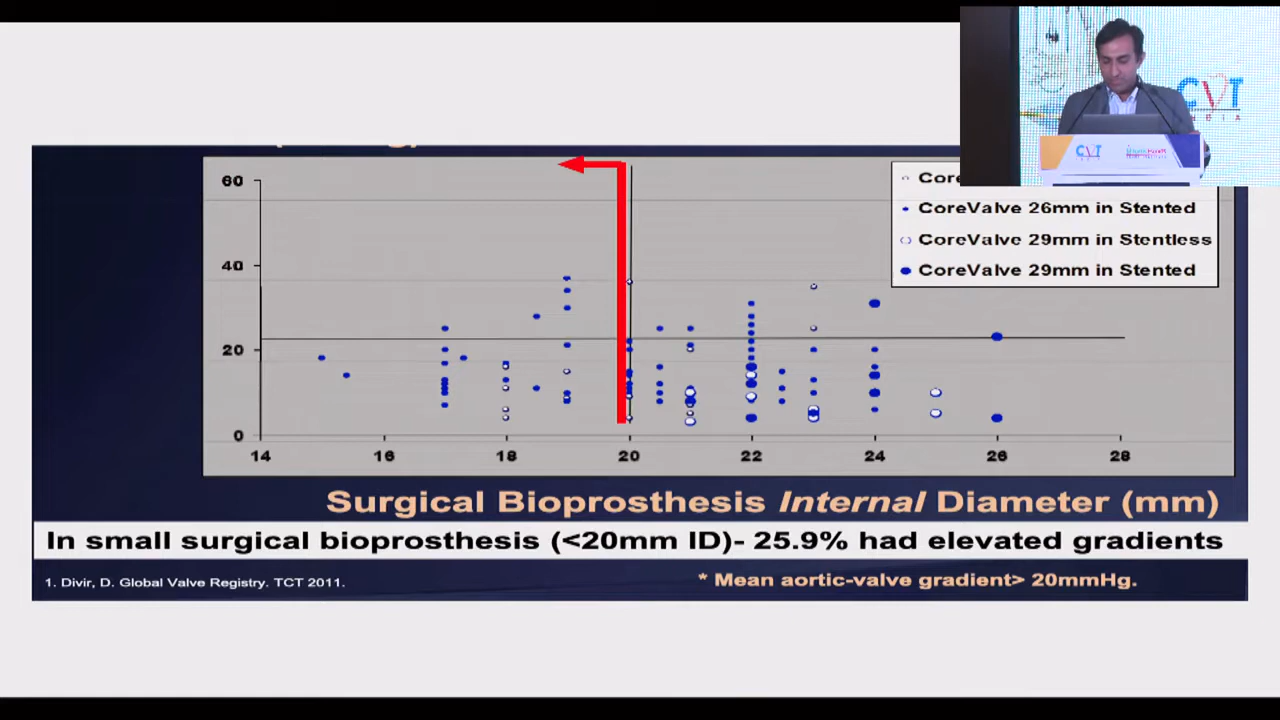 60
40
20
0
14 16 18 20 22 24 26 28
Core
CoreValve 26mm in Stented
CoreValve 29mm in Stentless
CoreValve 29mm in Stented
Surgical Bioprosthesis Internal Diameter (mm)
In small surgical bioprosthesis (<20mm ID)- 25.9% had elevated gradients
1. Divir, D. Global Valve Registry. TCT 2011.
* Mean aortic-valve gradient> 20mmHg.
CVT
INDIA
CVT